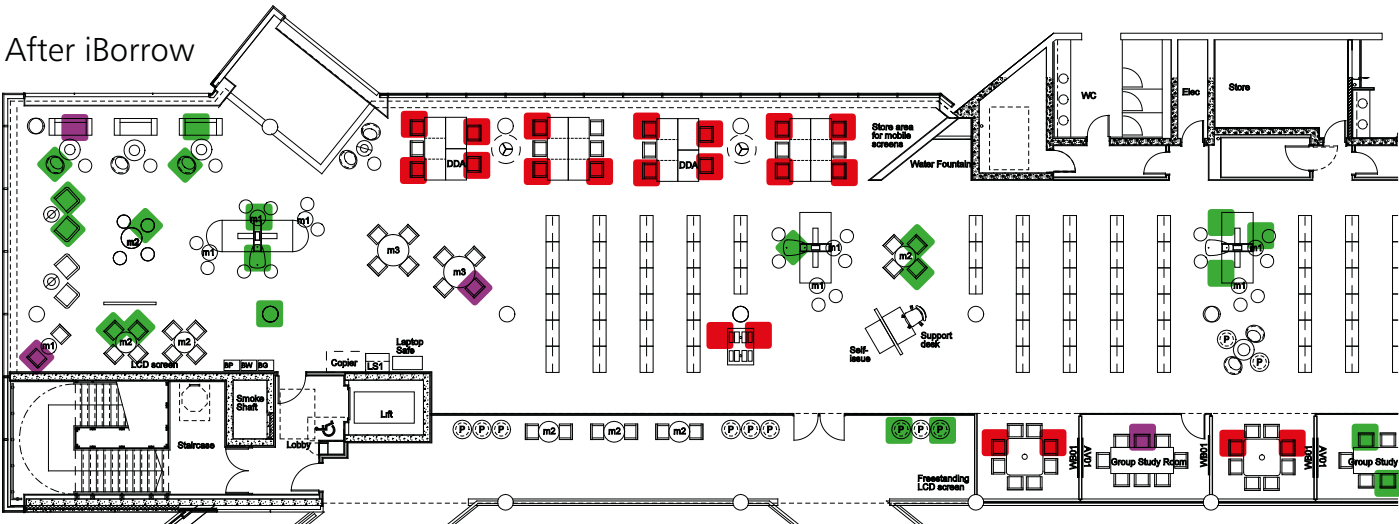 After iBorrow
WC
Elec
Store
Store area
for mobile
screens
DDA
DDA
Water Fountain
m1
m1
m1
m2
m3
m3
m1
m1
m2
m1
m1
m1
m2
m2
LCD screen
BP BW BG
Copier
LS1
Laptop
Safe
Self-
issue
Support
desk
P
P
Smoke
Shaft
Lift
Staircase
Lobby
P P P
m2
m2
m2
P P P
P P P
Freestanding
LCD screen
WB01
AV01
Group Study Room
WB01
WB01
AV01
Group Study